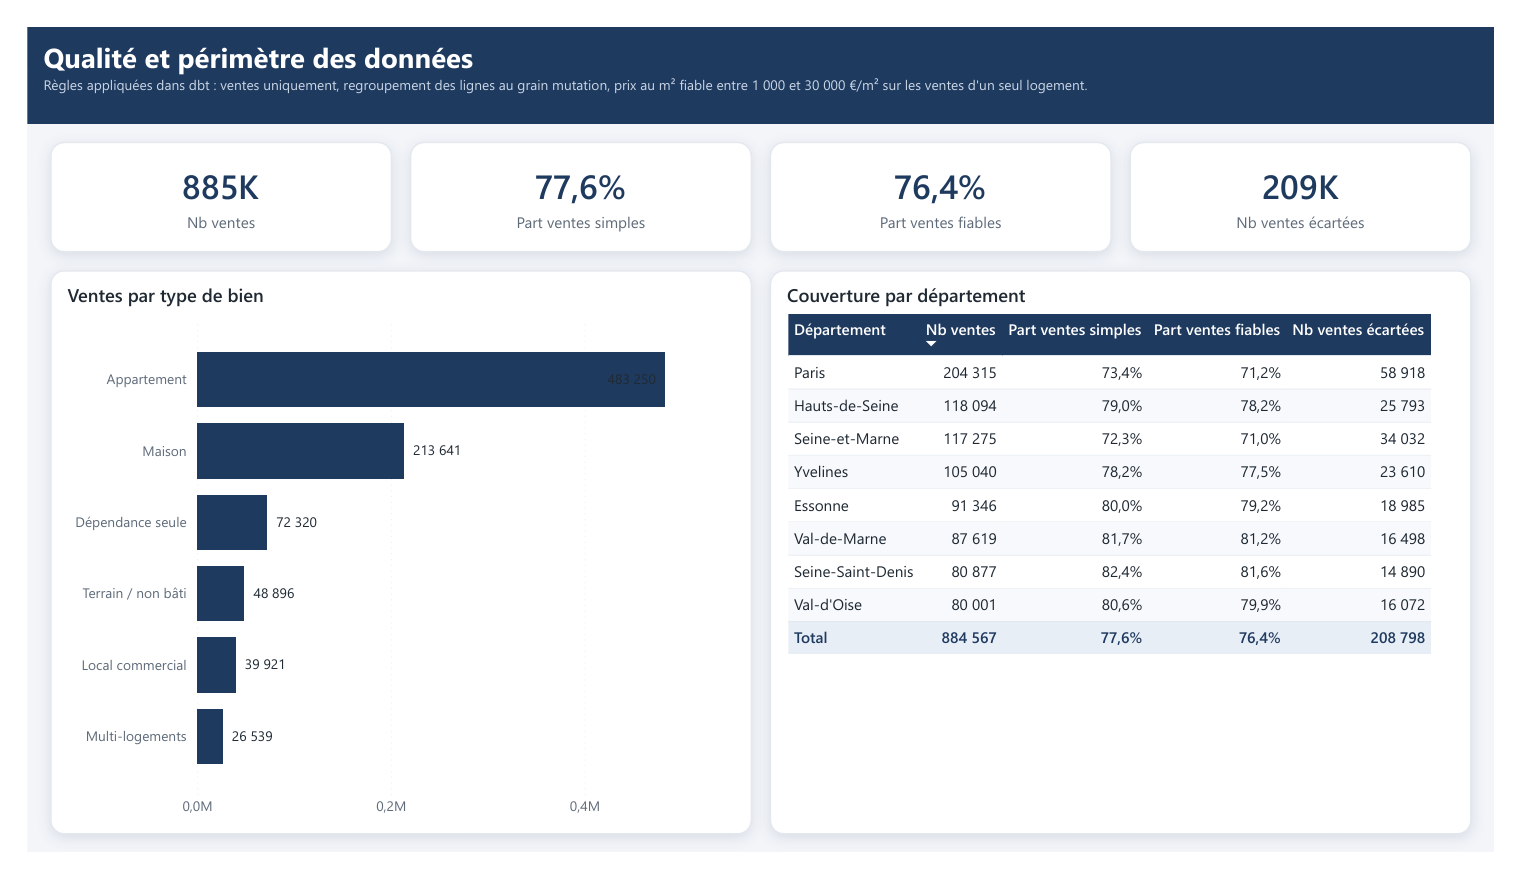 Qualité et périmètre des données
Règles appliquées dans dbt : ventes uniquement, regroupement des lignes au grain mutation, prix au m² fiable entre 1 000 et 30 000 €/m² sur les ventes d'un seul logement.
885K
Nb ventes
77,6%
Part ventes simples
76,4%
Part ventes fiables
209K
Nb ventes écartées
Ventes par type de bien
Appartement 483 250
Maison 213 641
Dépendance seule 72 320
Terrain / non bâti 48 896
Local commercial 39 921
Multi-logements 26 539
0,0M 0,2M 0,4M
Couverture par département
Département Nb ventes Part ventes simples Part ventes fiables Nb ventes écartées
Paris 204 315 73,4% 71,2% 58 918
Hauts-de-Seine 118 094 79,0% 78,2% 25 793
Seine-et-Marne 117 275 72,3% 71,0% 34 032
Yvelines 105 040 78,2% 77,5% 23 610
Essonne 91 346 80,0% 79,2% 18 985
Val-de-Marne 87 619 81,7% 81,2% 16 498
Seine-Saint-Denis 80 877 82,4% 81,6% 14 890
Val-d'Oise 80 001 80,6% 79,9% 16 072
Total 884 567 77,6% 76,4% 208 798